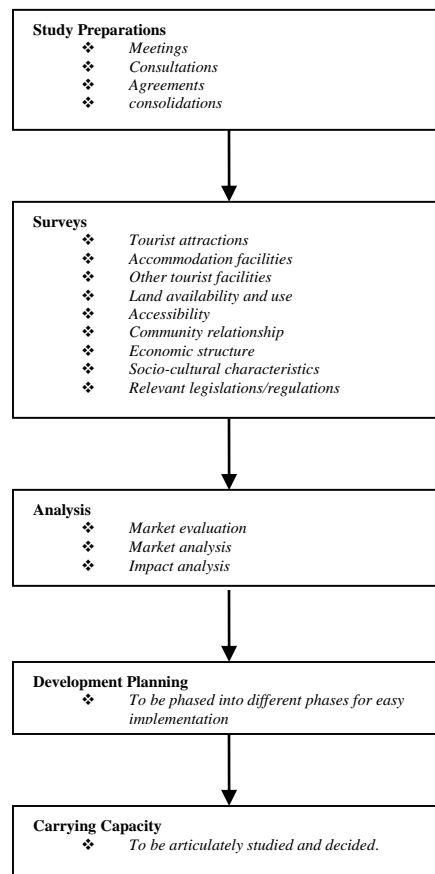 Study Preparations
❖ Meetings
❖ Consultations
❖ Agreements
❖ consolidations
Surveys
❖ Tourist attractions
❖ Accommodation facilities
❖ Other tourist facilities
❖ Land availability and use
❖ Accessibility
❖ Community relationship
❖ Economic structure
❖ Socio-cultural characteristics
❖ Relevant legislations/regulations
Analysis
❖ Market evaluation
❖ Market analysis
❖ Impact analysis
Development Planning
❖ To be phased into different phases for easy
implementation
Carrying Capacity
❖ To be articulately studied and decided.